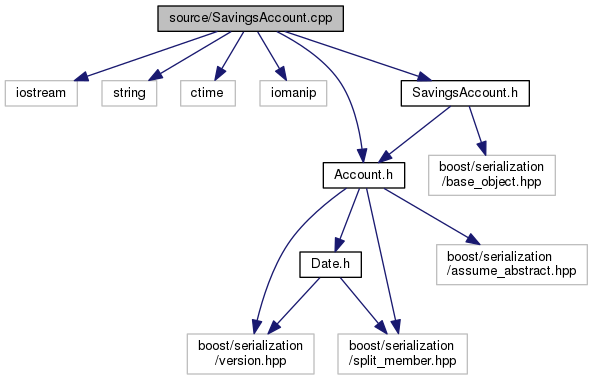 source/SavingsAccount.cpp
iostream
string
ctime
iomanip
SavingsAccount.h
Account.h
boost/serialization
/base_object.hpp
Date.h
boost/serialization
/assume_abstract.hpp
boost/serialization
/version.hpp
boost/serialization
/split_member.hpp